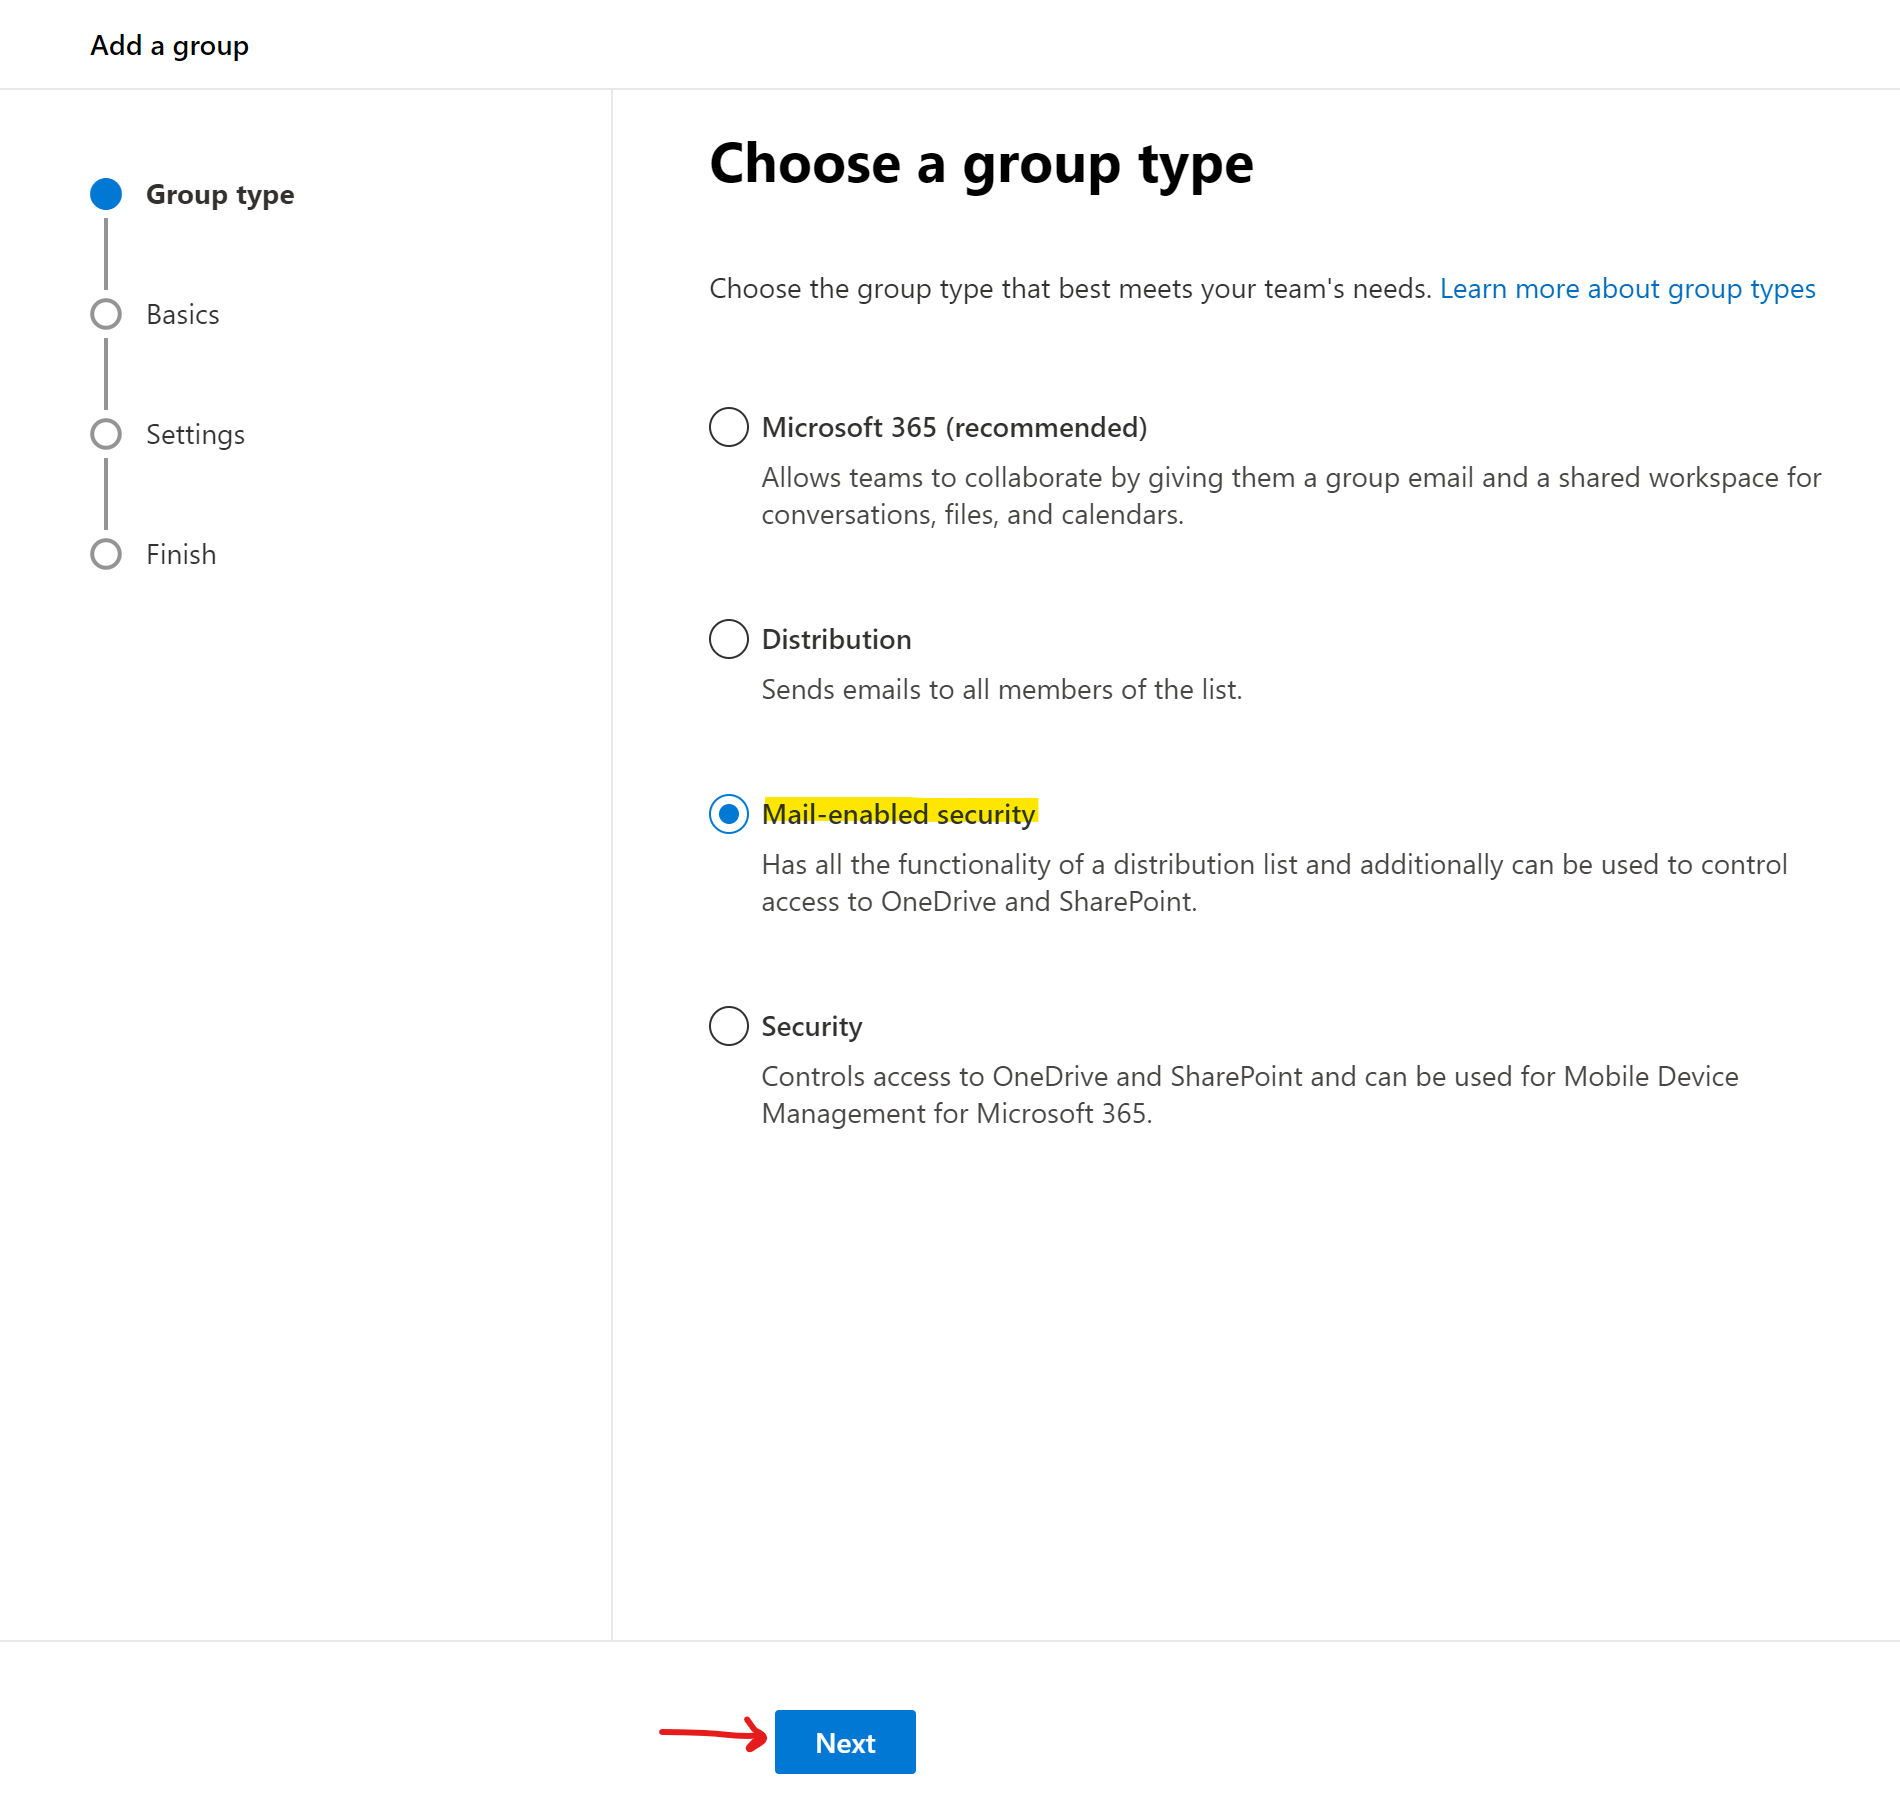 Add a group
Group type
Basics
Settings
Finish
Choose a group type
Choose the group type that best meets your team's needs. Learn more about group types
Microsoft 365 (recommended)
Allows teams to collaborate by giving them a group email and a shared workspace for
conversations, files, and calendars.
Distribution
Sends emails to all members of the list.
Mail-enabled security
Has all the functionality of a distribution list and additionally can be used to control
access to OneDrive and SharePoint.
Security
Controls access to OneDrive and SharePoint and can be used for Mobile Device
Management for Microsoft 365.
Next